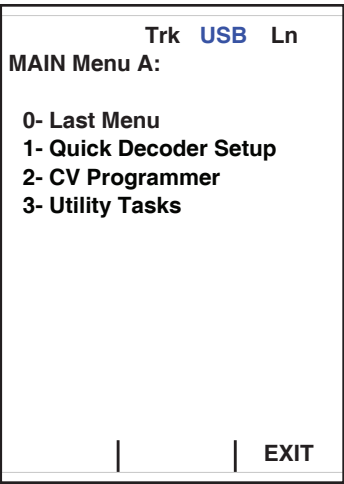 Trk USB Ln
MAIN Menu A:
0- Last Menu
1- Quick Decoder Setup
2- CV Programmer
3- Utility Tasks
EXIT